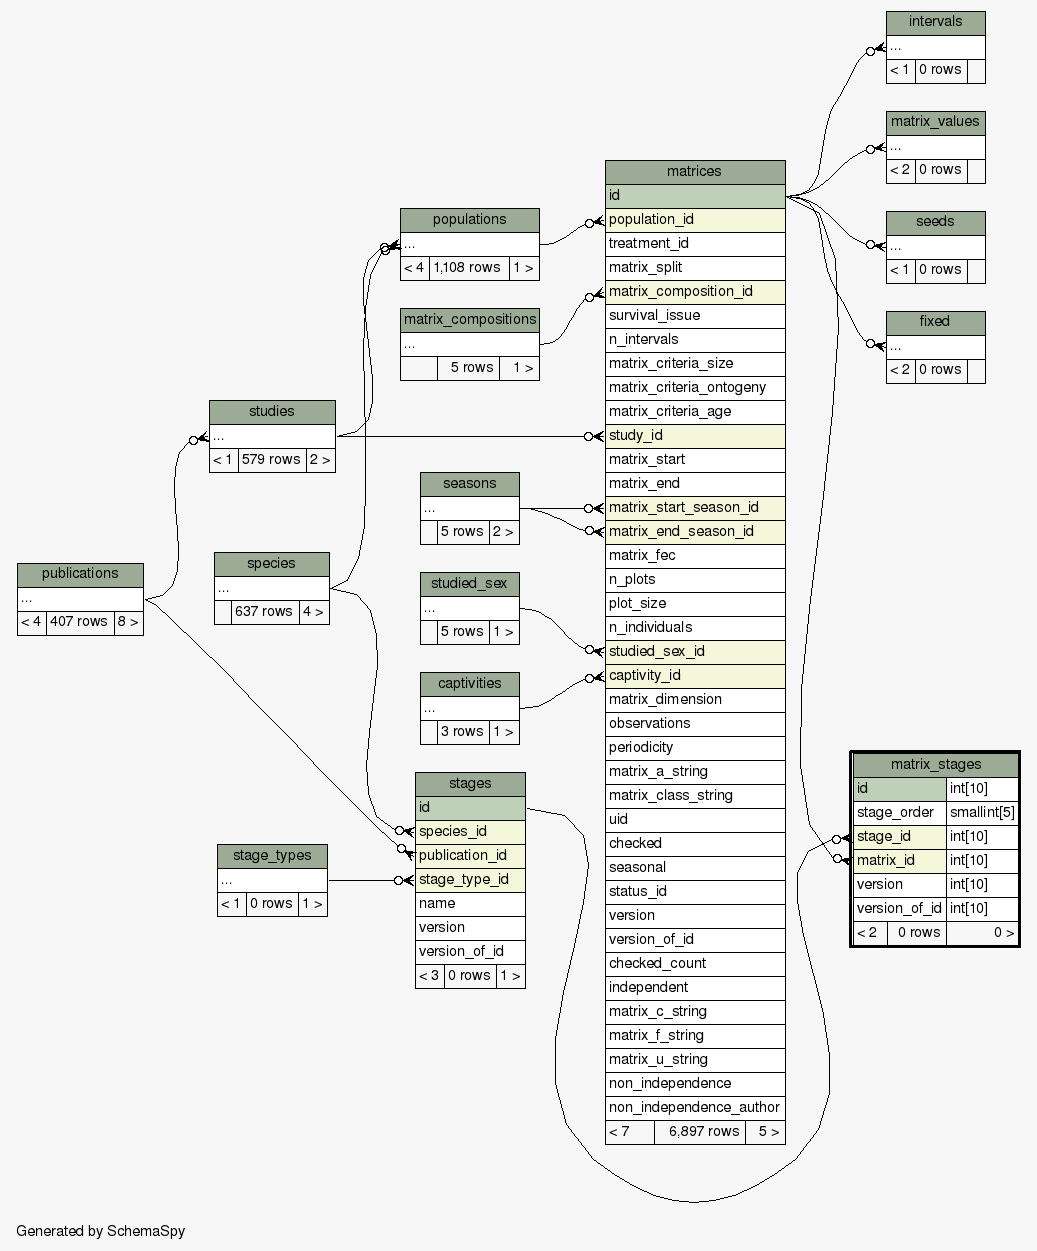 intervals
...
< 1 0 rows
matrix_values
...
< 2 0 rows
seeds
...
< 1 0 rows
fixed
...
< 2 0 rows
populations
...
< 4 1,108 rows 1 >
matrix_compositions
...
5 rows 1 >
studies
...
< 1 579 rows 2 >
seasons
...
5 rows 2 >
species
...
637 rows 4 >
publications
...
< 4 407 rows 8 >
studied_sex
...
5 rows 1 >
captivities
...
3 rows 1 >
stages
id
species_id
publication_id
stage_type_id
name
version
version_of_id
< 3 0 rows 1 >
stage_types
...
< 1 0 rows 1 >
matrices
id
population_id
treatment_id
matrix_split
matrix_composition_id
survival_issue
n_intervals
matrix_criteria_size
matrix_criteria_ontogeny
matrix_criteria_age
study_id
matrix_start
matrix_end
matrix_start_season_id
matrix_end_season_id
matrix_fec
n_plots
plot_size
n_individuals
studied_sex_id
captivity_id
matrix_dimension
observations
periodicity
matrix_a_string
matrix_class_string
uid
checked
seasonal
status_id
version
version_of_id
checked_count
independent
matrix_c_string
matrix_f_string
matrix_u_string
non_independence
non_independence_author
< 7 6,897 rows 5 >
matrix_stages
id int[10]
stage_order smallint[5]
stage_id int[10]
matrix_id int[10]
version int[10]
version_of_id int[10]
< 2 0 rows 0 >
Generated by SchemaSpy